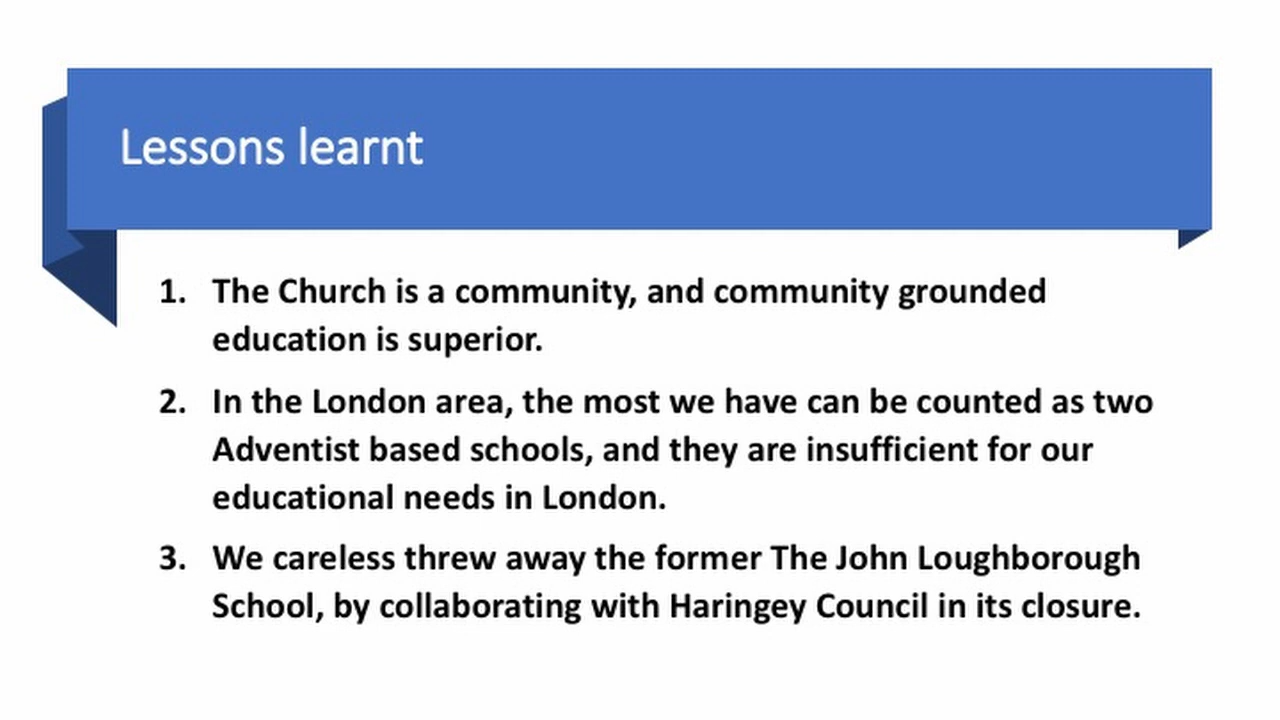 Lessons learnt
1. The Church is a community, and community grounded
education is superior.
2. In the London area, the most we have can be counted as two
Adventist based schools, and they are insufficient for our
educational needs in London.
3. We careless threw away the former The John Loughborough
School, by collaborating with Haringey Council in its closure.